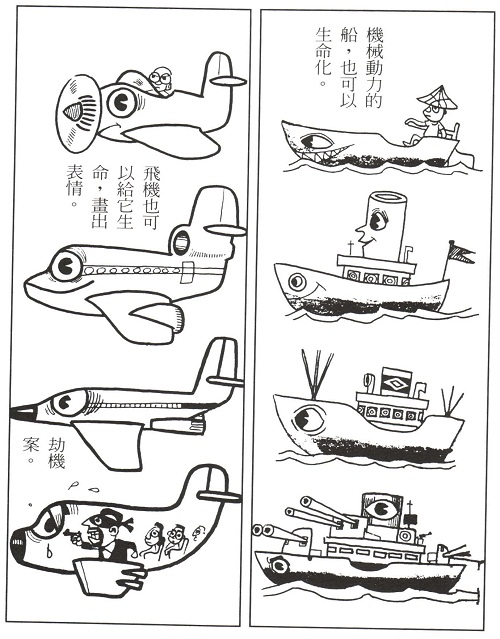 機械動力的
船，也可以
生命化。
飛機也可
以給它生
命，畫出
表情。
劫機
案。